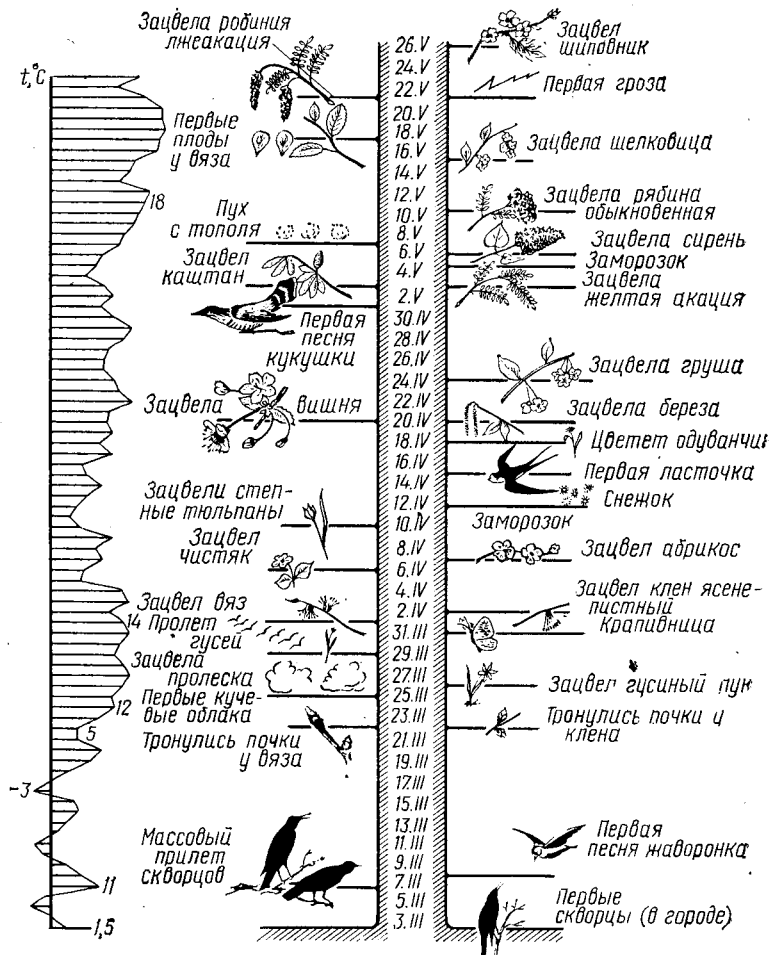 t,°C
18
14
12
5
-3
11
1,5
Зацвела робиния
лжеакация
Первые
плоды
у вяза
Пух
с тополя
Зацвел
каштан
Первая
песня
кукушки
Зацвела вишня
Зацвели степ-
ные тюльпаны
Зацвел
чистяк
Зацвел вяз
Пролет
гусей
Зацвела
пролеска
Первые куче-
вые облака
Тронулись почки
у вяза
Массовый
прилет
скворцов
26.V
24.V
22.V
20.V
18.V
16.V
14.V
12.V
10.V
8.V
6.V
4.V
2.V
30.IV
28.IV
26.IV
24.IV
22.IV
20.IV
18.IV
16.IV
14.IV
12.IV
10.IV
8.IV
6.IV
4.IV
2.IV
31.III
29.III
27.III
25.III
23.III
21.III
19.III
17.III
15.III
13.III
11.III
9.III
7.III
5.III
3.III
Зацвел
шиповник
Первая гроза
Зацвела шелковица
Зацвела рябина
обыкновенная
Зацвела сирень
Заморозок
Зацвела
желтая акация
Зацвела груша
Зацвела береза
Цветет одуванчи
Первая ласточка
Снежок
Заморозок
Зацвел абрикос
Зацвел клен ясене-
листный
Крапивница
Зацвел гусиный лук
Тронулись почки у
клена
Первая
песня жаворонка
Первые
скворцы (в городе)